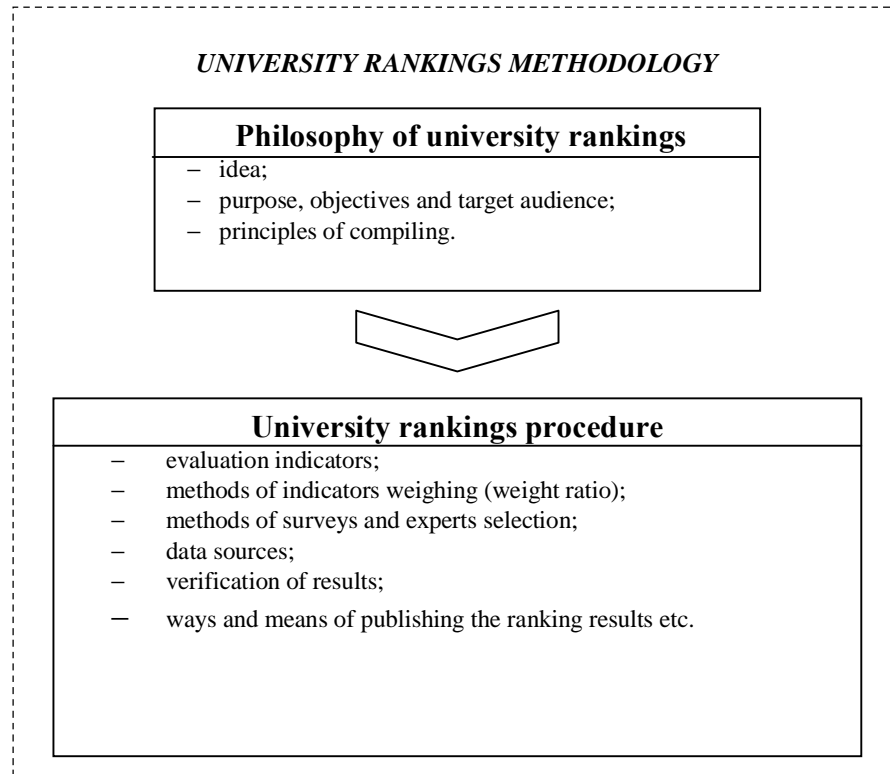 UNIVERSITY RANKINGS METHODOLOGY
Philosophy of university rankings
– idea;
– purpose, objectives and target audience;
– principles of compiling.
University rankings procedure
– evaluation indicators;
– methods of indicators weighing (weight ratio);
– methods of surveys and experts selection;
– data sources;
– verification of results;
– ways and means of publishing the ranking results etc.